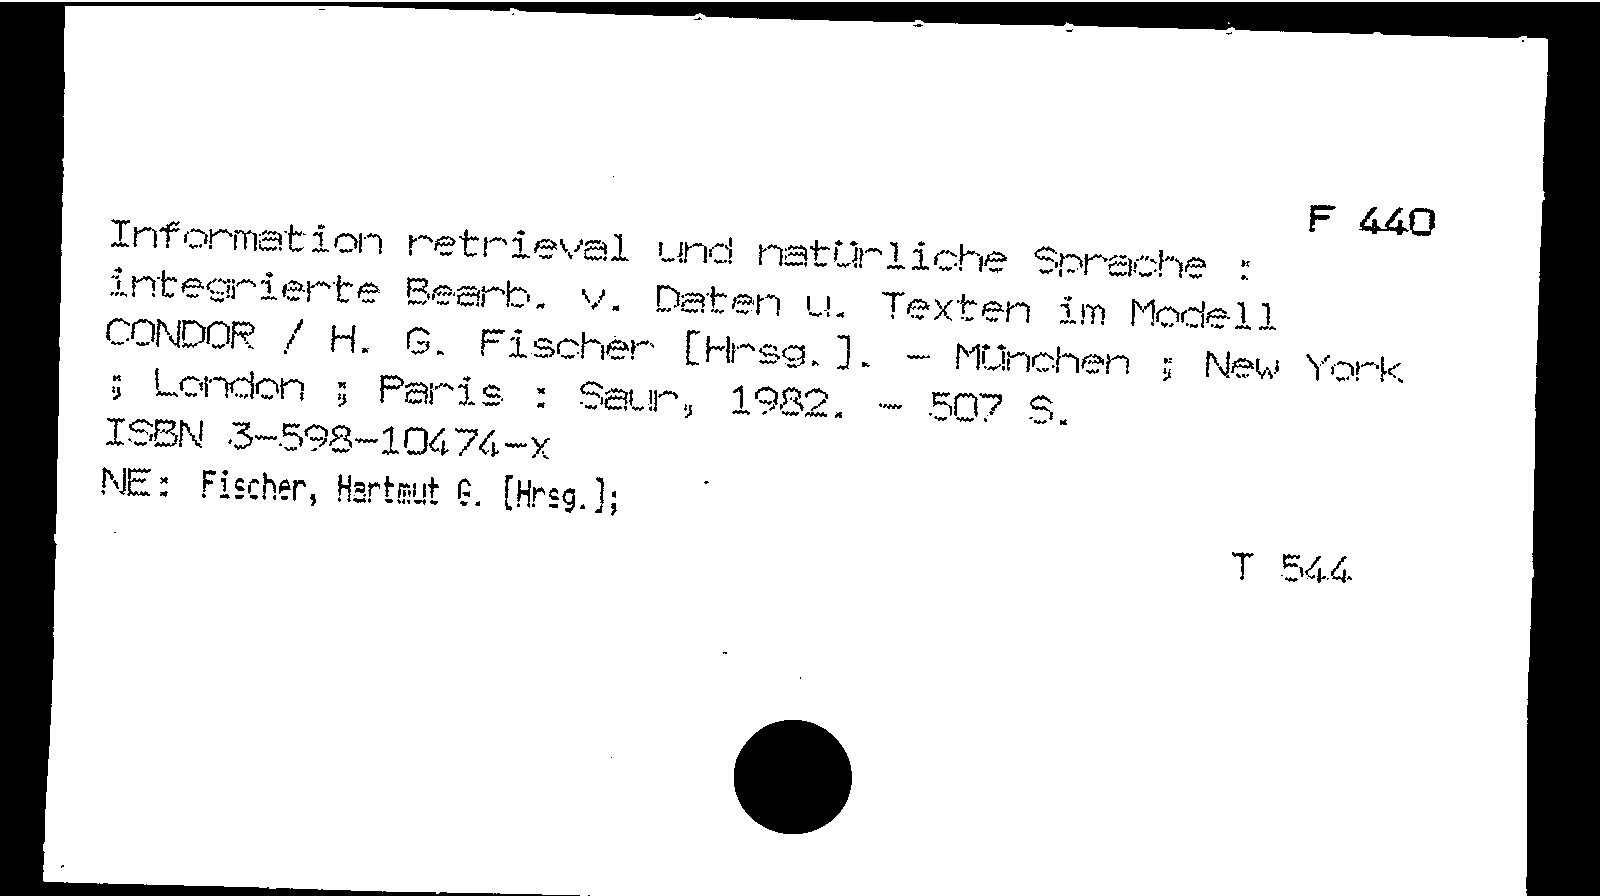 F 440
Information retrieval und natürliche Sprache :
integrierte Bearb. v. Daten u. Texten im Modell
CONDOR / H. G. Fischer [Hrsg.]. - München ; New York
; London ; Paris : Saur, 1982. - 507 S.
ISBN 3-598-10474-x
NE: Fischer, Hartmut G. [Hrsg.];
T 544